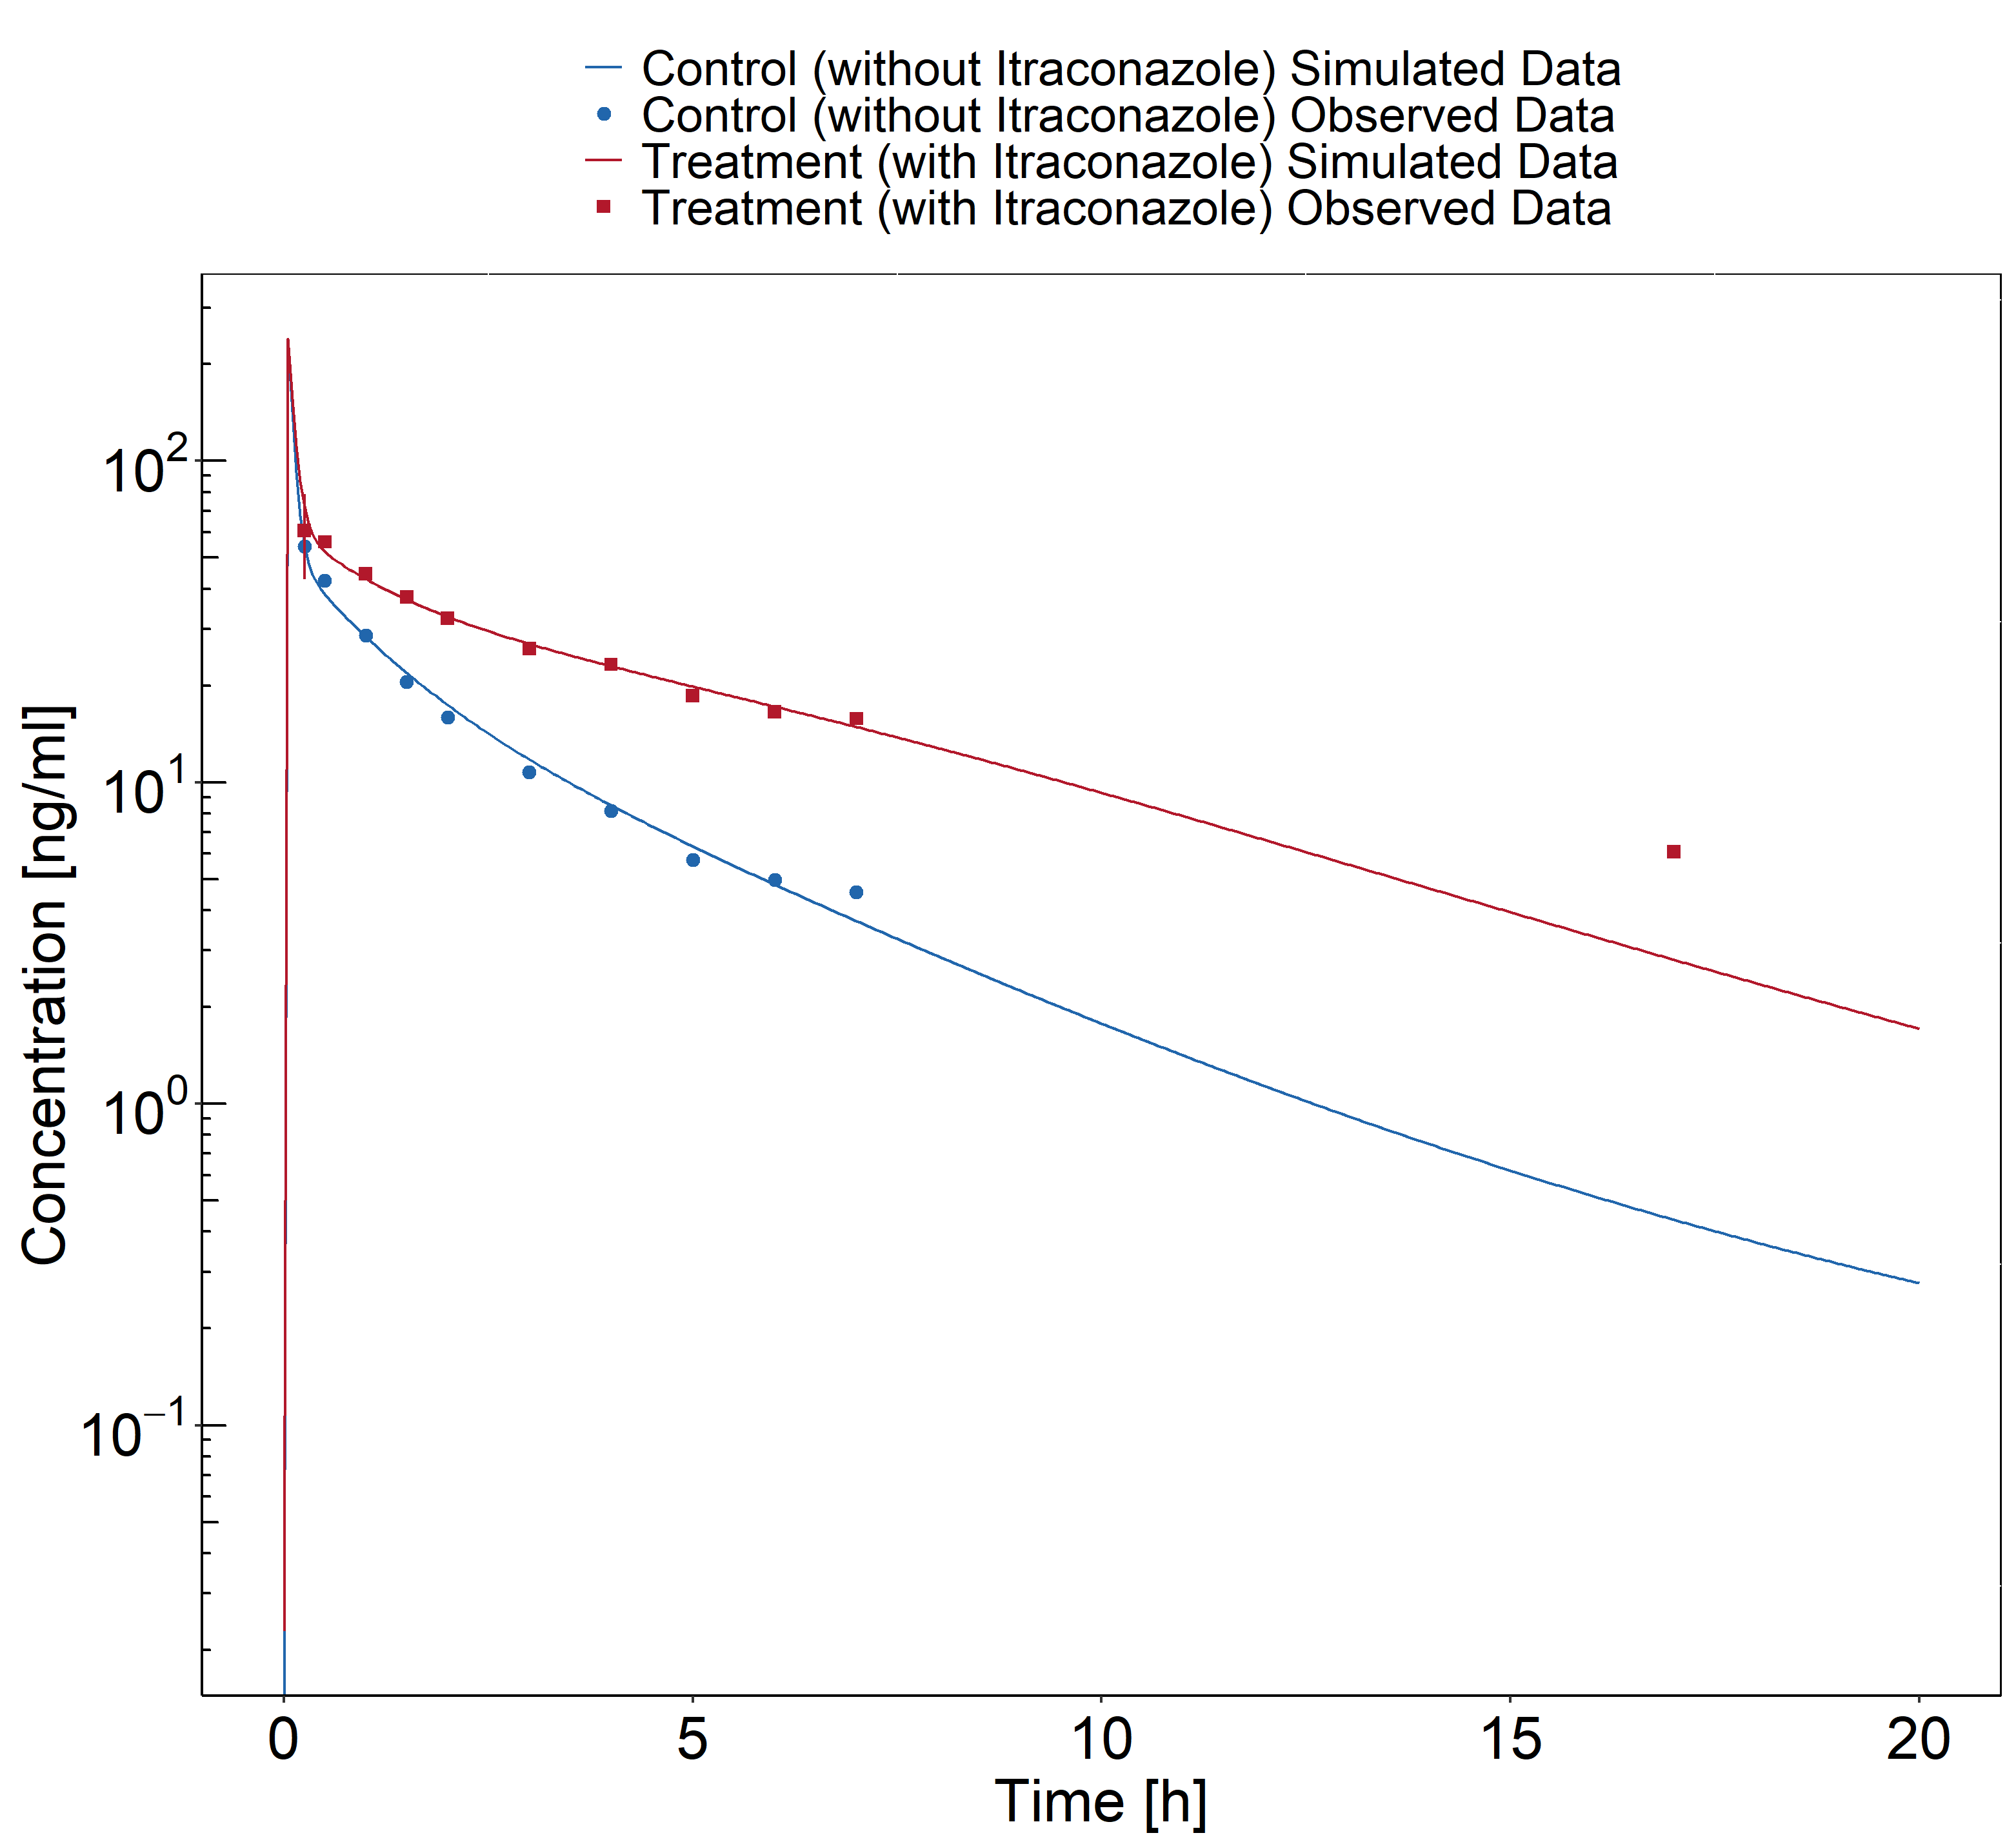 Control (without Itraconazole) Simulated Data
Control (without Itraconazole) Observed Data
Treatment (with Itraconazole) Simulated Data
Treatment (with Itraconazole) Observed Data
Concentration [ng/ml]
10²
10¹
10⁰
10⁻¹
0 5 10 15 20
Time [h]